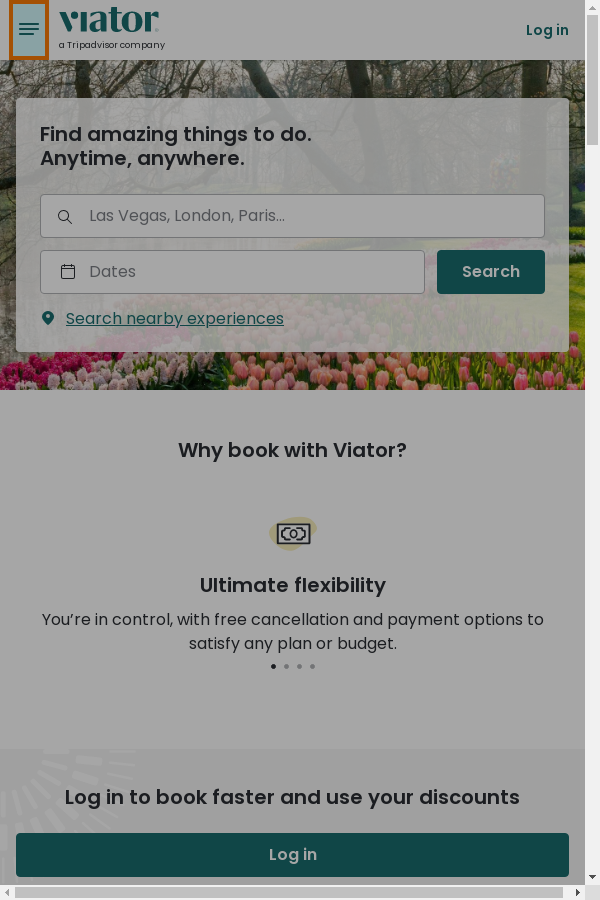 viator
a Tripadvisor company
Log in
Find amazing things to do.
Anytime, anywhere.
Las Vegas, London, Paris...
Dates
Search
Search nearby experiences
Why book with Viator?
Ultimate flexibility
You’re in control, with free cancellation and payment options to
satisfy any plan or budget.
Log in to book faster and use your discounts
Log in